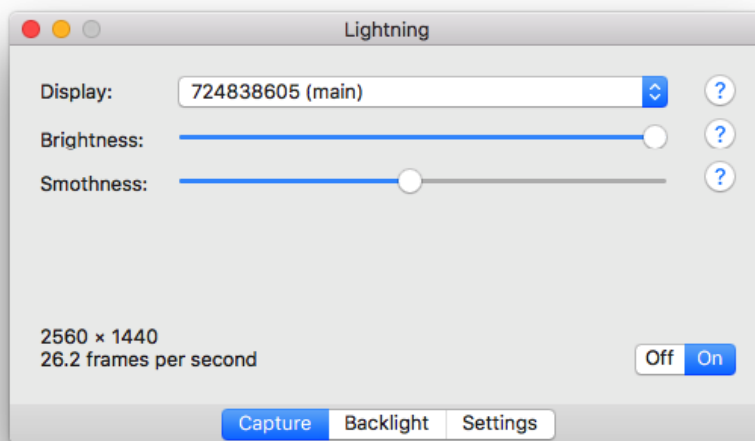 Lightning
Display: 724838605 (main) ?
Brightness: ?
Smothness: ?
2560 × 1440
26.2 frames per second
Off On
Capture Backlight Settings